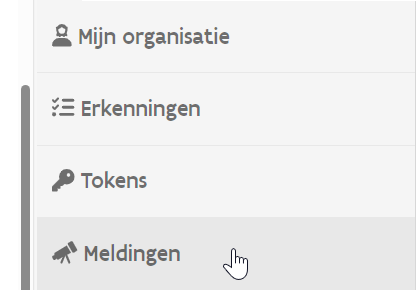 Mijn organisatie
Erkenningen
Tokens
Meldingen